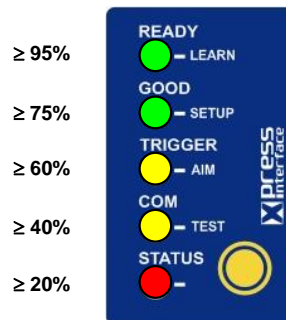 READY
≥ 95%
LEARN
GOOD
≥ 75%
SETUP
TRIGGER
≥ 60%
AIM
COM
≥ 40%
TEST
STATUS
≥ 20%
Xpress
interface